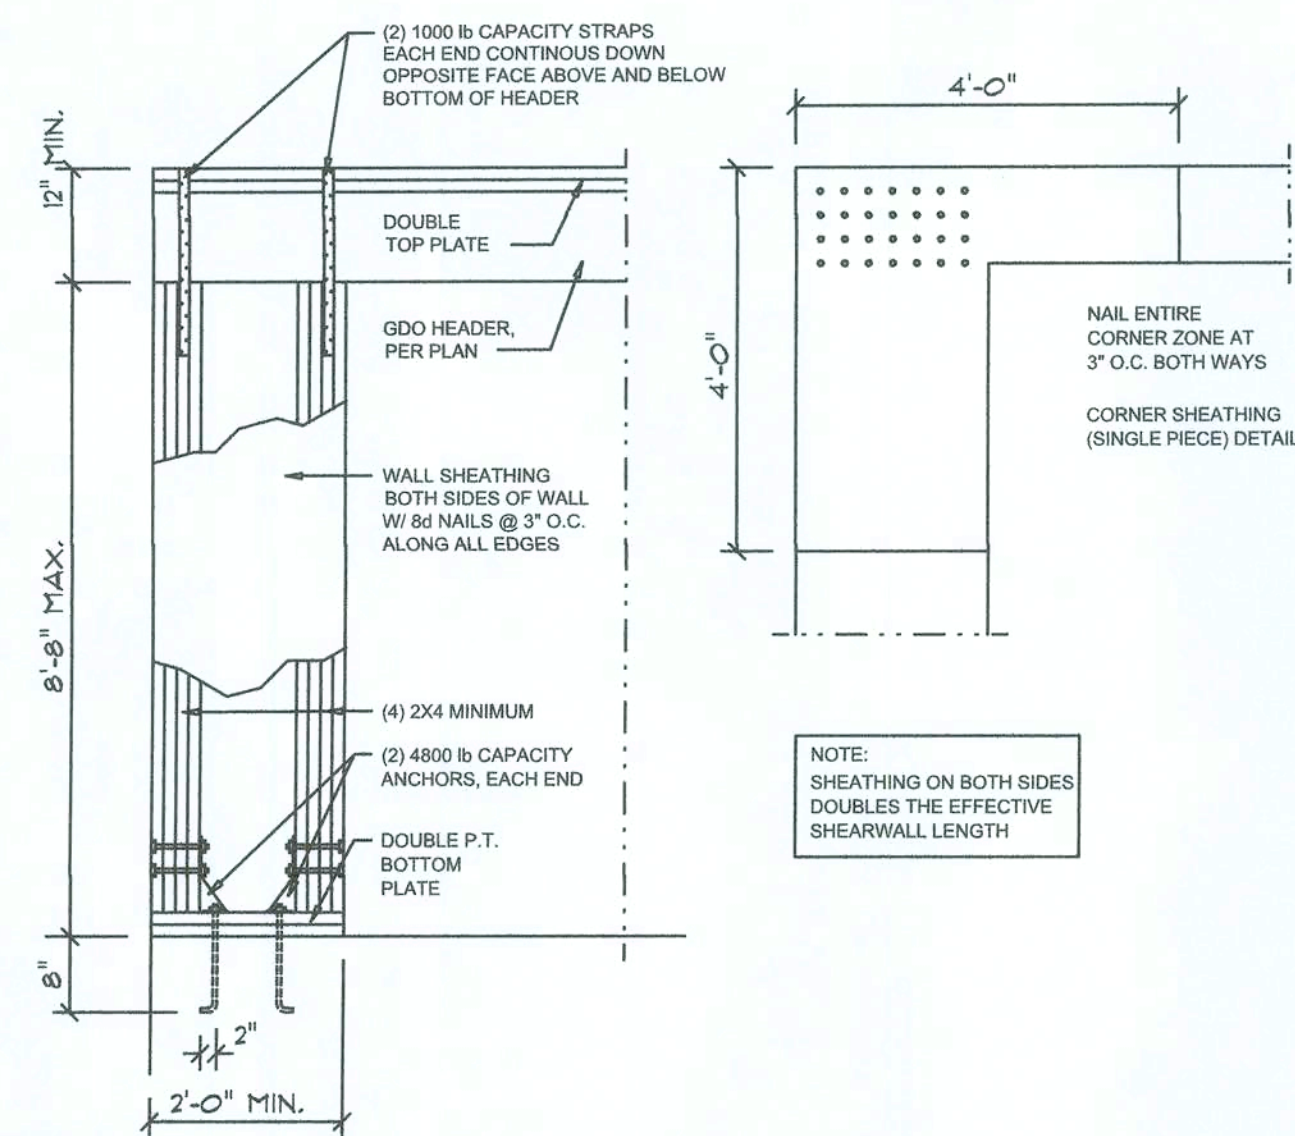 (2) 1000 lb CAPACITY STRAPS
EACH END CONTINOUS DOWN
OPPOSITE FACE ABOVE AND BELOW
BOTTOM OF HEADER
12" MIN.
DOUBLE
TOP PLATE
GDO HEADER,
PER PLAN
WALL SHEATHING
BOTH SIDES OF WALL
W/ 8d NAILS @ 3" O.C.
ALONG ALL EDGES
8'-8" MAX.
(4) 2X4 MINIMUM
(2) 4800 lb CAPACITY
ANCHORS, EACH END
DOUBLE P.T.
BOTTOM
PLATE
8"
2"
2'-0" MIN.
4'-0"
4'-0"
NAIL ENTIRE
CORNER ZONE AT
3" O.C. BOTH WAYS
CORNER SHEATHING
(SINGLE PIECE) DETAIL
NOTE:
SHEATHING ON BOTH SIDES
DOUBLES THE EFFECTIVE
SHEARWALL LENGTH